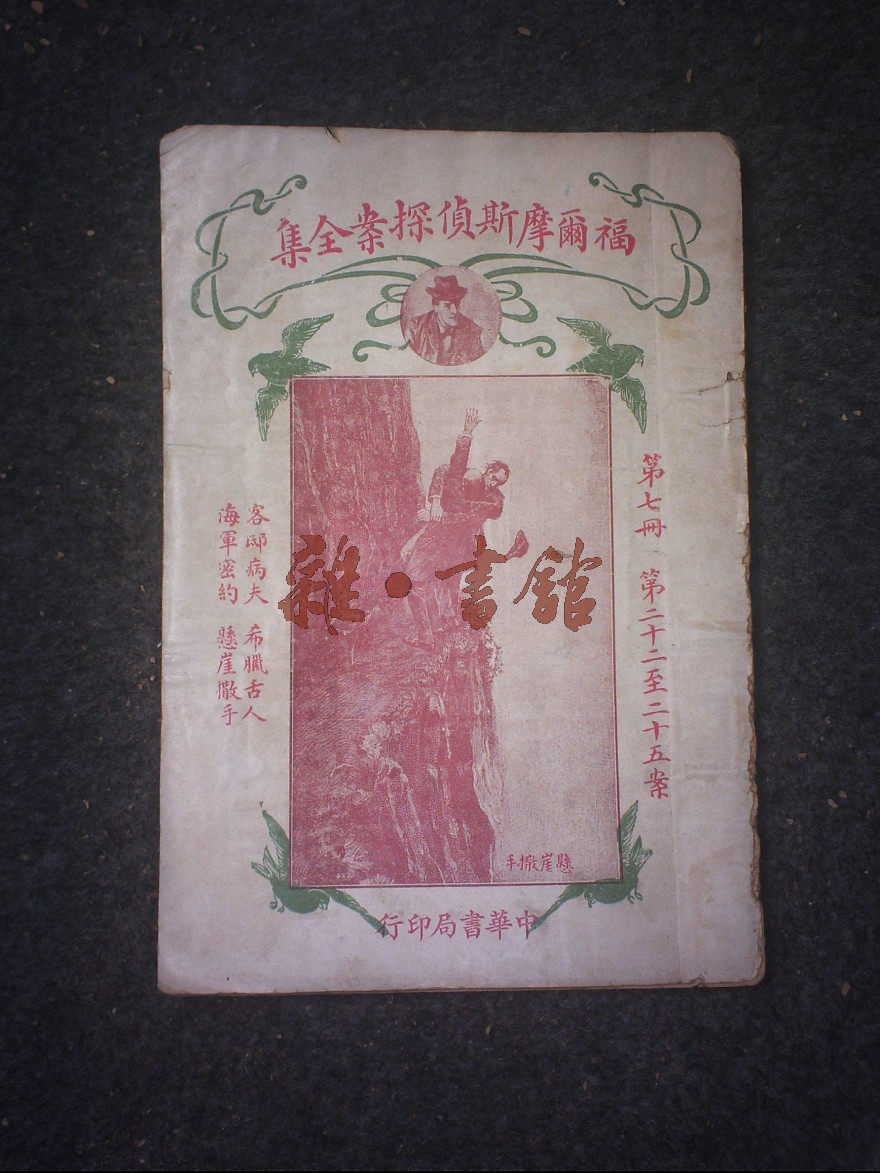 福爾摩斯偵探案全集
第七冊 第二十二至二十五案
客邸病夫 希臘舌人
海軍密約 懸崖撒手
雜·書館
懸崖撒手
中華書局印行